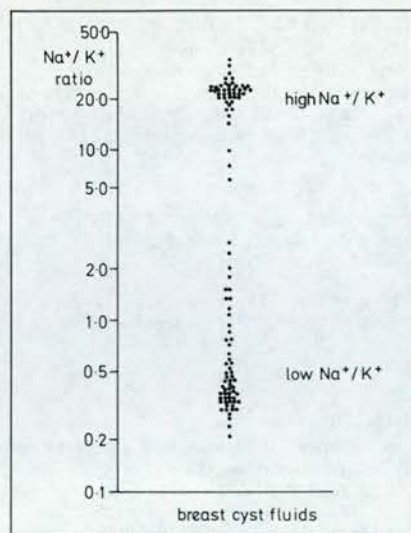 Na⁺/K⁺
ratio
50·0
20·0
10·0
5·0
2·0
1·0
0·5
0·2
0·1
high Na⁺/K⁺
low Na⁺/K⁺
breast cyst fluids